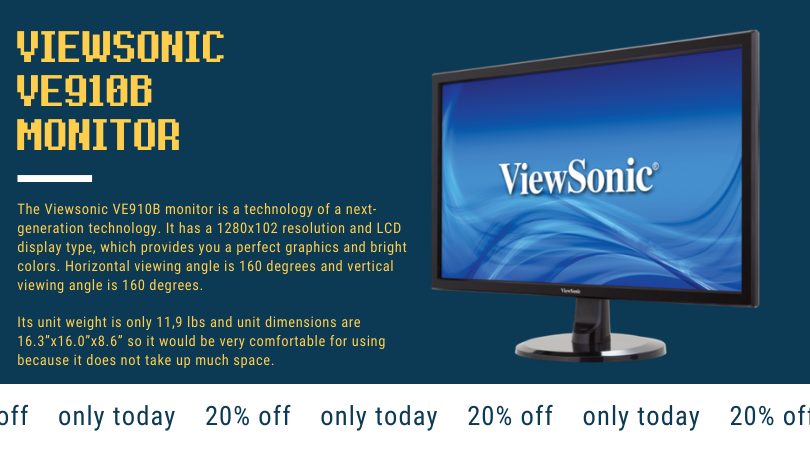 VIEWSONIC
VE910B
MONITOR
The Viewsonic VE910B monitor is a technology of a next-
generation technology. It has a 1280x102 resolution and LCD
display type, which provides you a perfect graphics and bright
colors. Horizontal viewing angle is 160 degrees and vertical
viewing angle is 160 degrees.
Its unit weight is only 11,9 lbs and unit dimensions are
16.3”x16.0”x8.6” so it would be very comfortable for using
because it does not take up much space.
ViewSonic®
ViewSonic
off only today 20% off only today 20% off only today 20% off